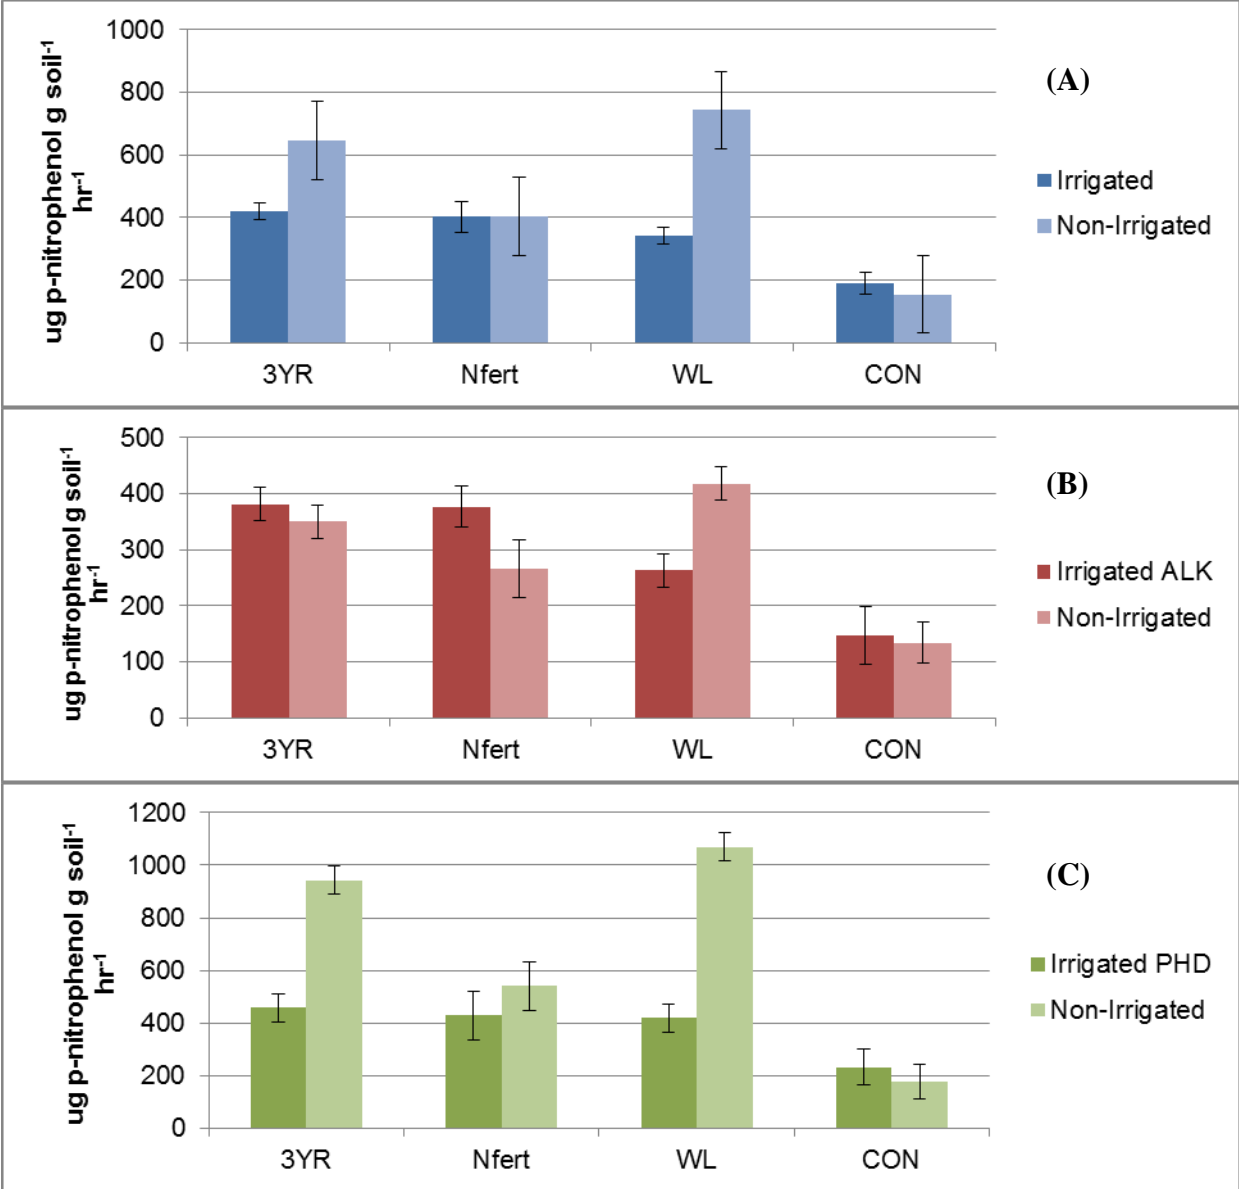 1000
800
600
400
200
0
ug p-nitrophenol g soil-1
hr-1
3YR Nfert WL CON
(A)
Irrigated
Non-Irrigated
500
400
300
200
100
0
ug p-nitrophenol g soil-1
hr-1
3YR Nfert WL CON
(B)
Irrigated ALK
Non-Irrigated
1200
1000
800
600
400
200
0
ug p-nitrophenol g soil-1
hr-1
3YR Nfert WL CON
(C)
Irrigated PHD
Non-Irrigated